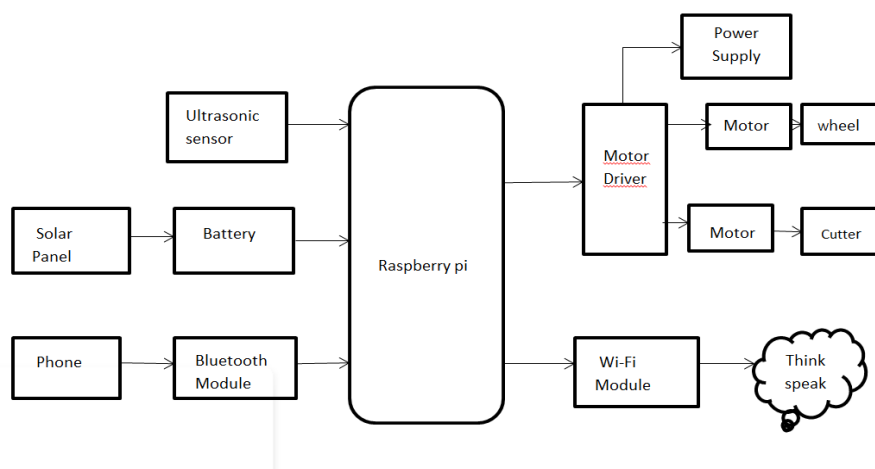 Power
Supply
Ultrasonic
sensor
Motor
wheel
Motor
Driver
Solar
Panel
Battery
Motor
Cutter
Raspberry pi
Phone
Bluetooth
Module
Wi-Fi
Module
Think
speak